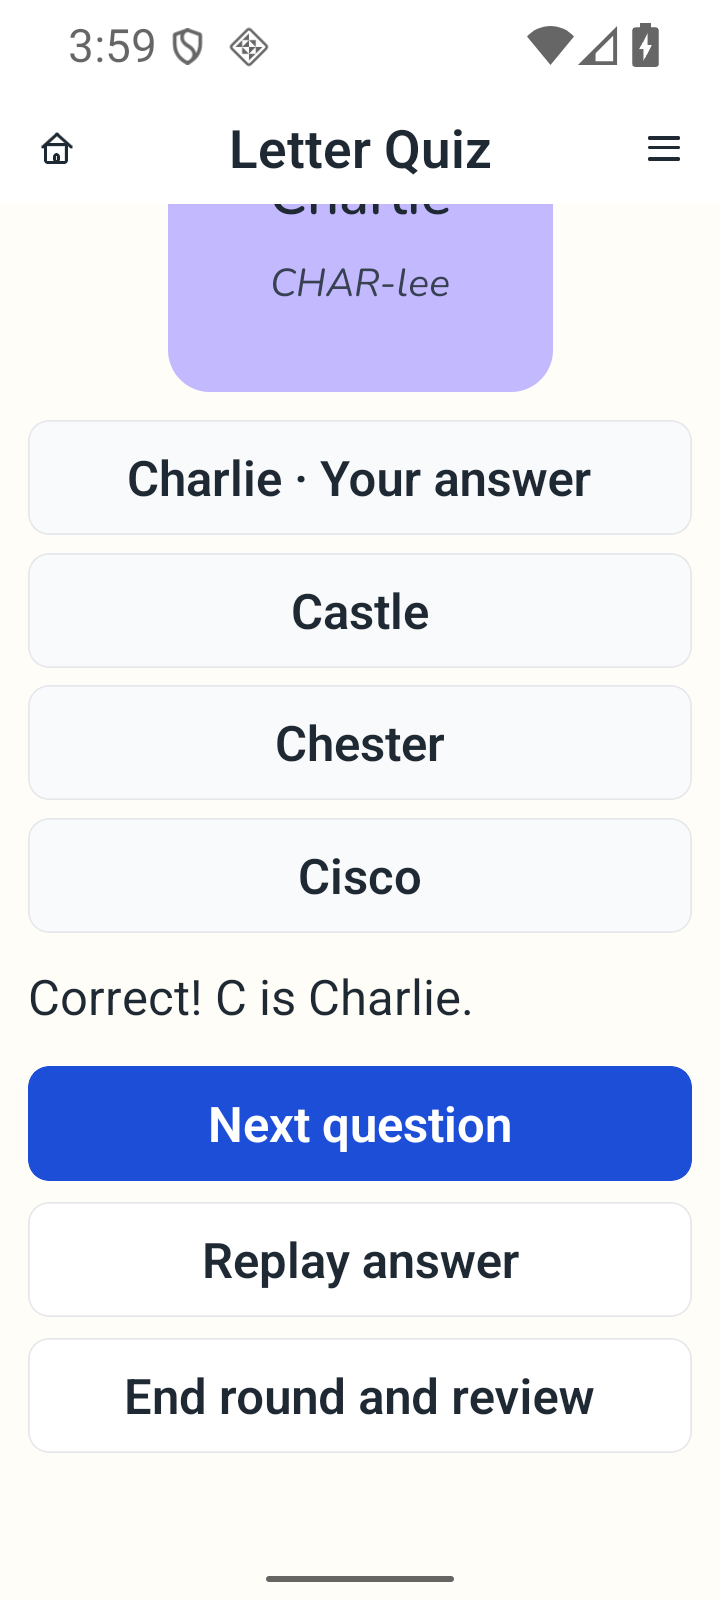 3:59
Letter Quiz
Charlie
CHAR-lee
Charlie · Your answer
Castle
Chester
Cisco
Correct! C is Charlie.
Next question
Replay answer
End round and review